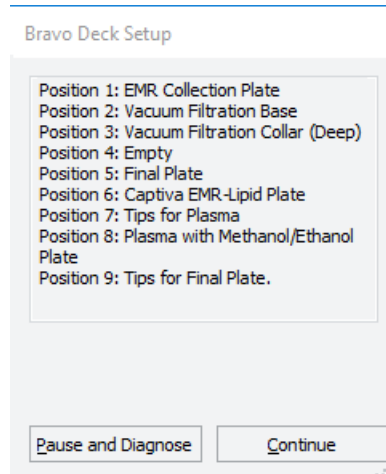 Bravo Deck Setup
Position 1: EMR Collection Plate
Position 2: Vacuum Filtration Base
Position 3: Vacuum Filtration Collar (Deep)
Position 4: Empty
Position 5: Final Plate
Position 6: Captiva EMR-Lipid Plate
Position 7: Tips for Plasma
Position 8: Plasma with Methanol/Ethanol
Plate
Position 9: Tips for Final Plate.
Pause and Diagnose
Continue